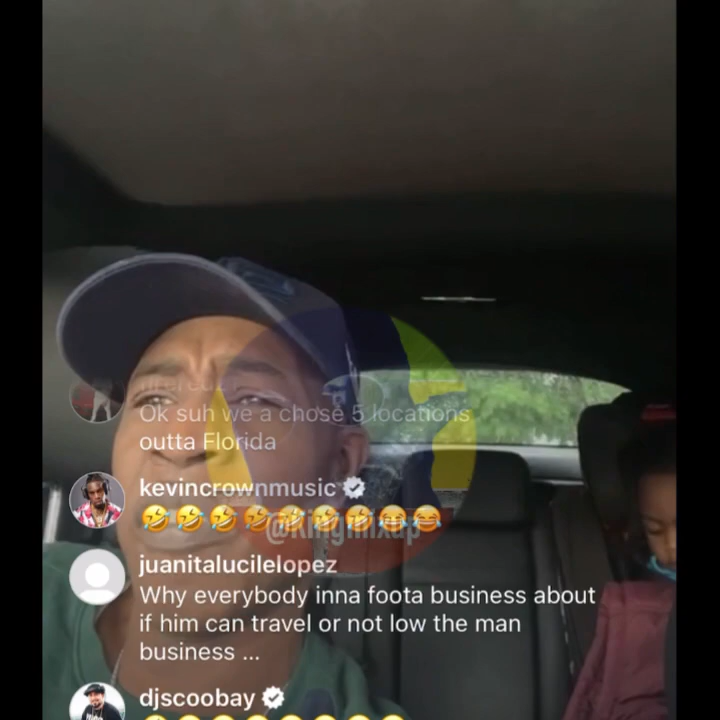 Ok suh we a chose 5 locations
outta Florida
kevincrownmusic
🤣🤣🤣🤣🤣🤣🤣😂😂
@kingmixup
juanitalucilelopez
Why everybody inna foota business about
if him can travel or not low the man
business ...
djscoobay